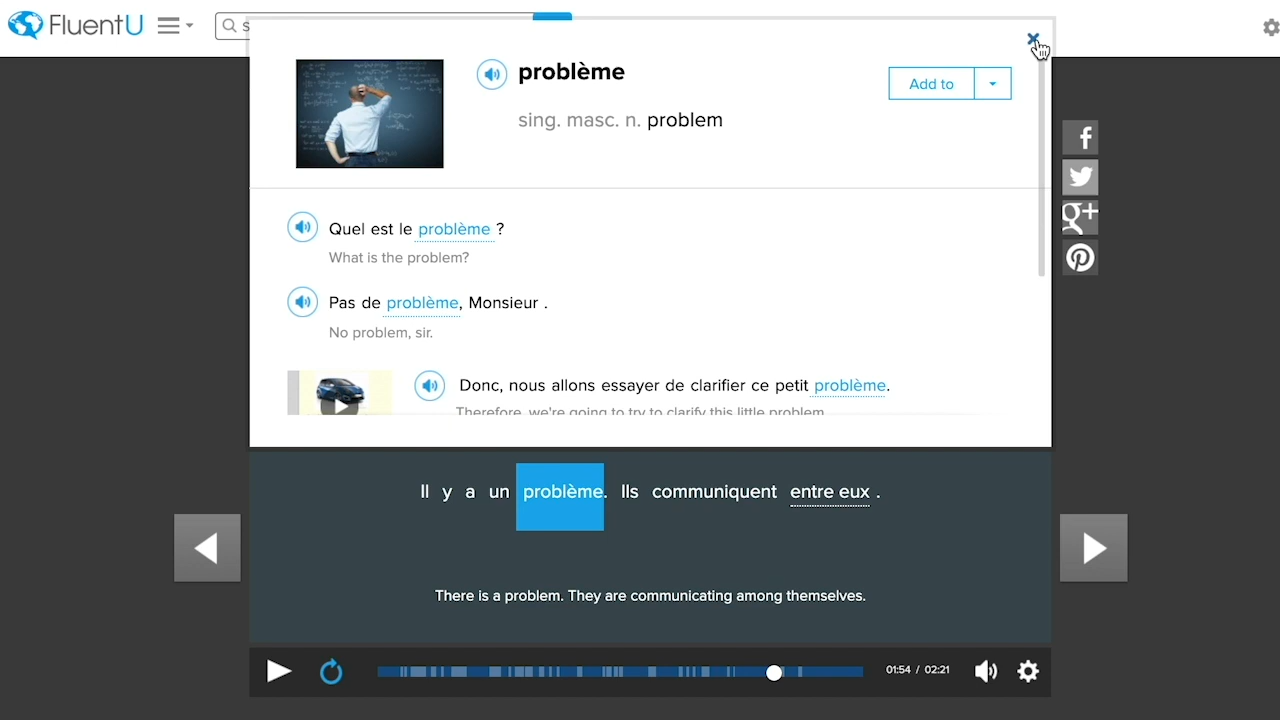 FluentU
s
problème
Add to
sing. masc. n. problem
Quel est le problème ?
What is the problem?
Pas de problème, Monsieur .
No problem, sir.
Donc, nous allons essayer de clarifier ce petit problème.
Therefore, we're going to try to clarify this little problem
f
g+
Il y a un problème. Ils communiquent entre eux .
There is a problem. They are communicating among themselves.
01:54 / 02:21